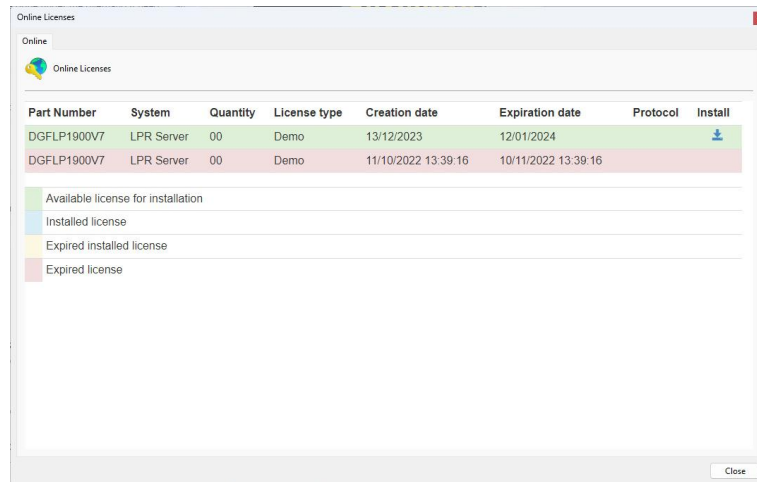 Online Licenses
Online
Online Licenses
Part Number System Quantity License type Creation date Expiration date Protocol Install
DGFLP1900V7 LPR Server 00 Demo 13/12/2023 12/01/2024
DGFLP1900V7 LPR Server 00 Demo 11/10/2022 13:39:16 10/11/2022 13:39:16
Available license for installation
Installed license
Expired installed license
Expired license
Close